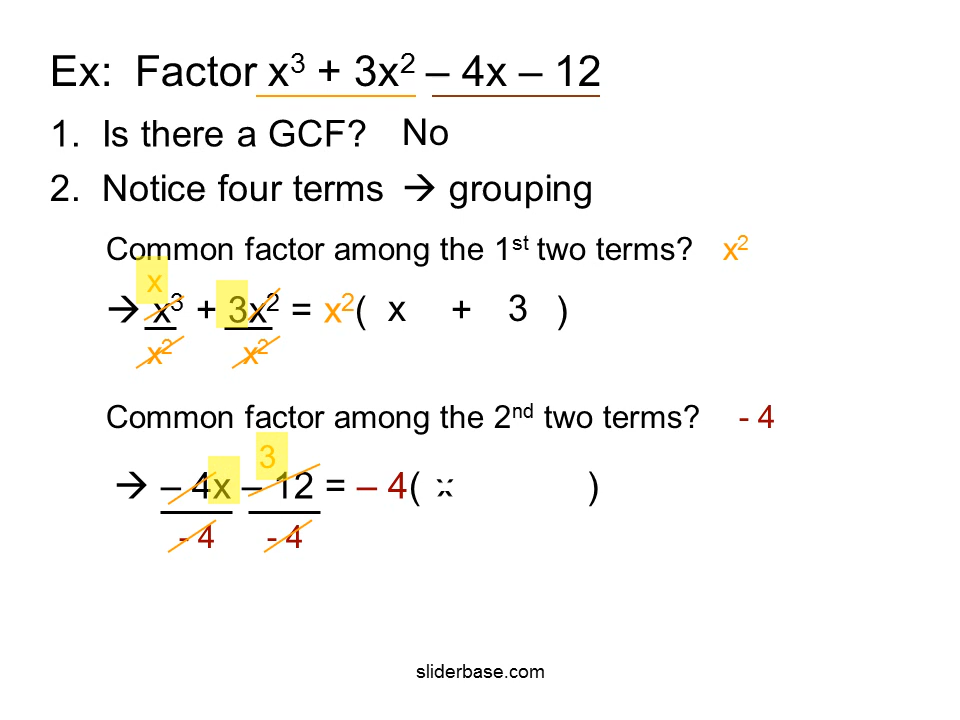 Ex: Factor x³ + 3x² – 4x – 12
1. Is there a GCF? No
2. Notice four terms → grouping
Common factor among the 1st two terms? x²
x
→ x³ + 3x² = x²( x + 3 )
x² x²
Common factor among the 2nd two terms? - 4
3
→ – 4x – 12 = – 4( x )
- 4 - 4
sliderbase.com